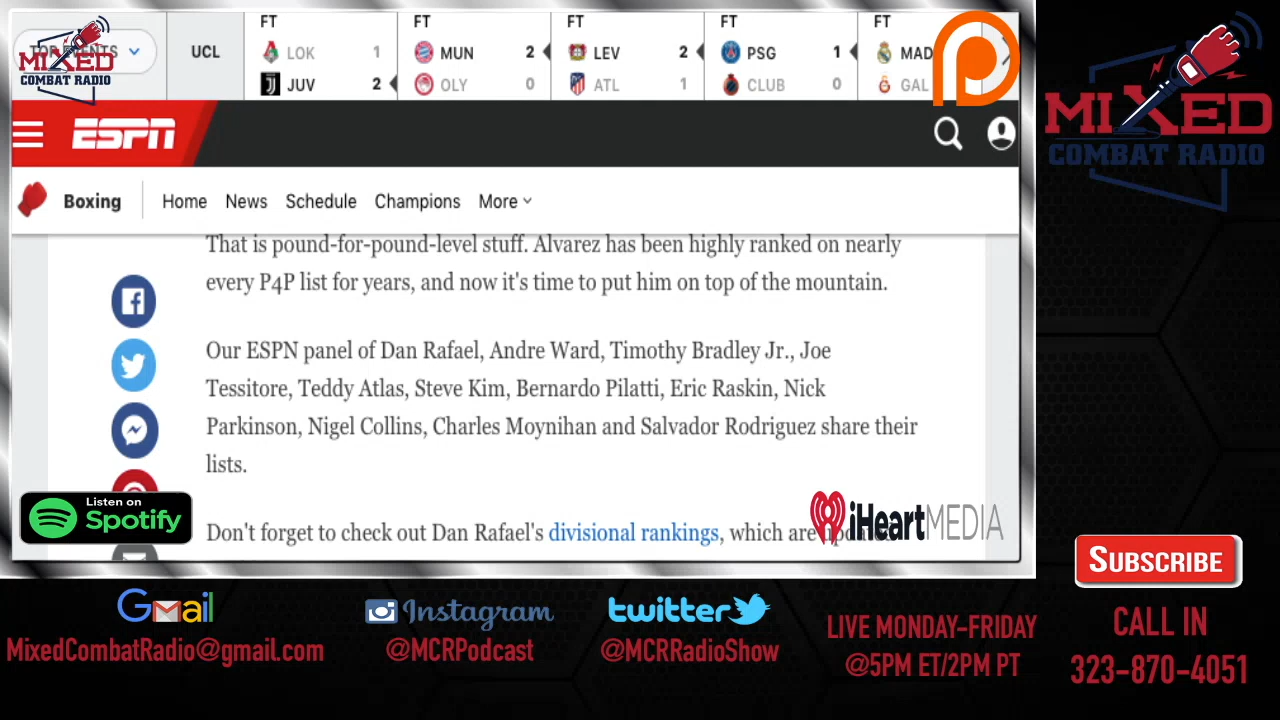 FT FT FT FT FT
TOP EVENTS
UCL
LOK 1
JUV 2
MUN 2
OLY 0
LEV 2
ATL 1
PSG 1
CLUB 0
MAD
GAL
MIXED
COMBAT RADIO
MIXED
COMBAT RADIO
ESPN
Boxing Home News Schedule Champions More
That is pound-for-pound-level stuff. Alvarez has been highly ranked on nearly
every P4P list for years, and now it's time to put him on top of the mountain.
Our ESPN panel of Dan Rafael, Andre Ward, Timothy Bradley Jr., Joe
Tessitore, Teddy Atlas, Steve Kim, Bernardo Pilatti, Eric Raskin, Nick
Parkinson, Nigel Collins, Charles Moynihan and Salvador Rodriguez share their
lists.
Don't forget to check out Dan Rafael's divisional rankings, which are
Listen on
Spotify
iHeartMEDIA
SUBSCRIBE
Gmail
MixedCombatRadio@gmail.com
Instagram
@MCRPodcast
twitter
@MCRRadioShow
LIVE MONDAY-FRIDAY
@5PM ET/2PM PT
CALL IN
323-870-4051